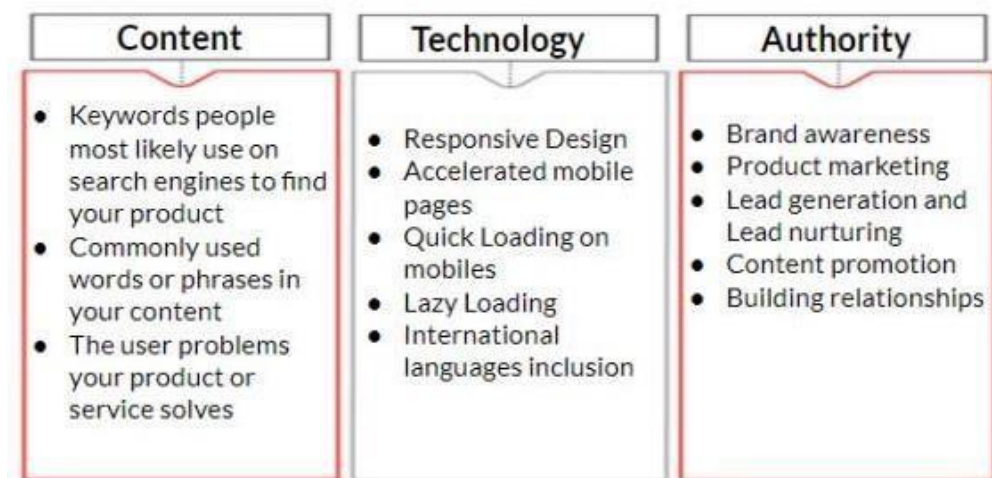 Content
● Keywords people
most likely use on
search engines to find
your product
● Commonly used
words or phrases in
your content
● The user problems
your product or
service solves
Technology
● Responsive Design
● Accelerated mobile
pages
● Quick Loading on
mobiles
● Lazy Loading
● International
languages inclusion
Authority
● Brand awareness
● Product marketing
● Lead generation and
Lead nurturing
● Content promotion
● Building relationships